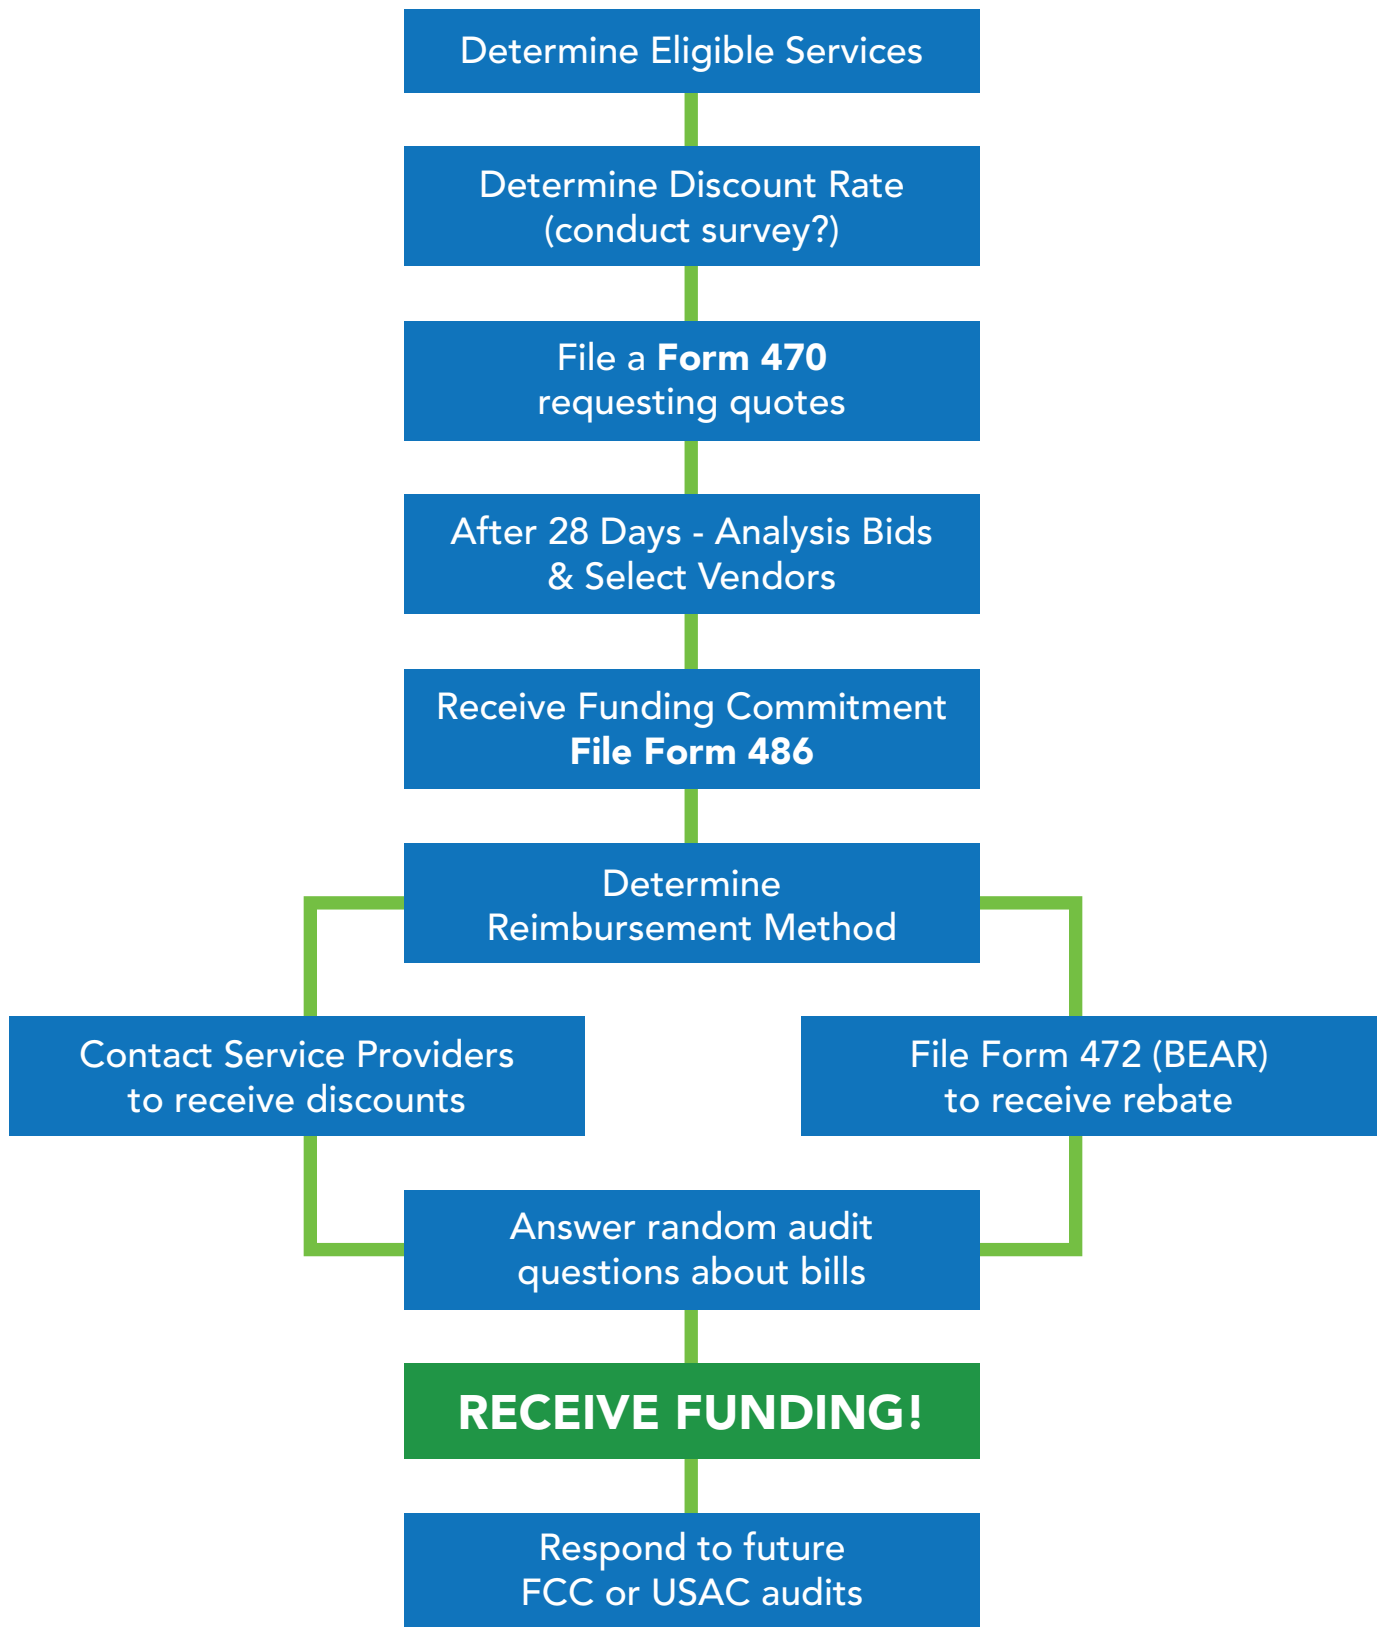 Determine Eligible Services
Determine Discount Rate
(conduct survey?)
File a Form 470
requesting quotes
After 28 Days - Analysis Bids
& Select Vendors
Receive Funding Commitment
File Form 486
Determine
Reimbursement Method
Contact Service Providers
to receive discounts
File Form 472 (BEAR)
to receive rebate
Answer random audit
questions about bills
RECEIVE FUNDING!
Respond to future
FCC or USAC audits